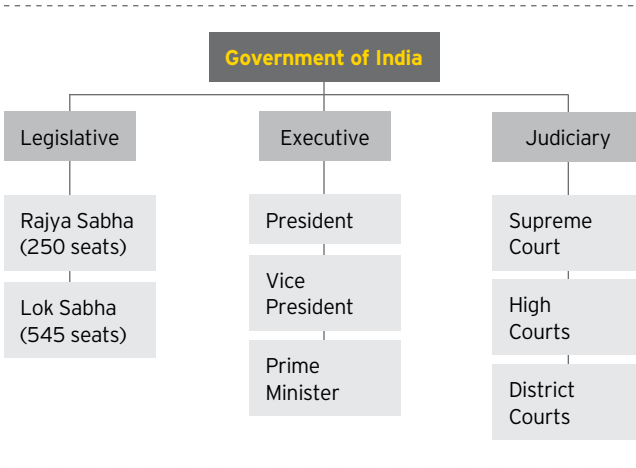 Government of India
Legislative
Executive
Judiciary
Rajya Sabha
(250 seats)
Lok Sabha
(545 seats)
President
Vice
President
Prime
Minister
Supreme
Court
High
Courts
District
Courts